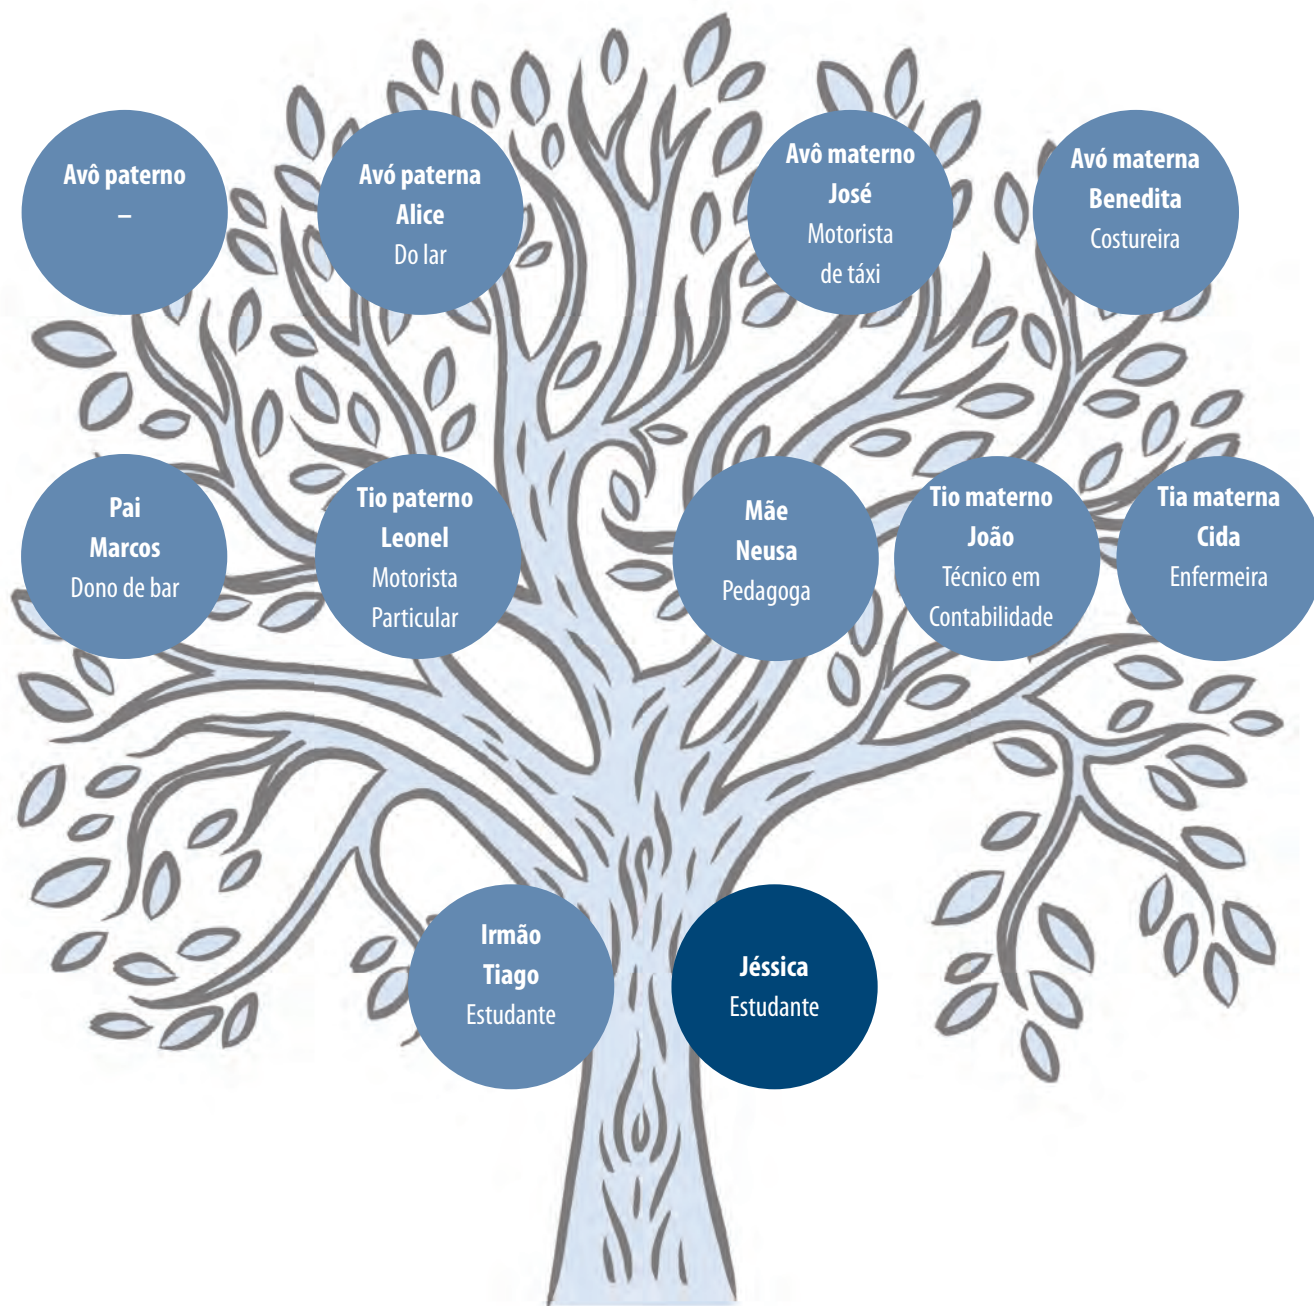 Avô paterno
–
Avó paterna
Alice
Do lar
Avô materno
José
Motorista
de táxi
Avó materna
Benedita
Costureira
Pai
Marcos
Dono de bar
Tio paterno
Leonel
Motorista
Particular
Mãe
Neusa
Pedagoga
Tio materno
João
Técnico em
Contabilidade
Tia materna
Cida
Enfermeira
Irmão
Tiago
Estudante
Jéssica
Estudante